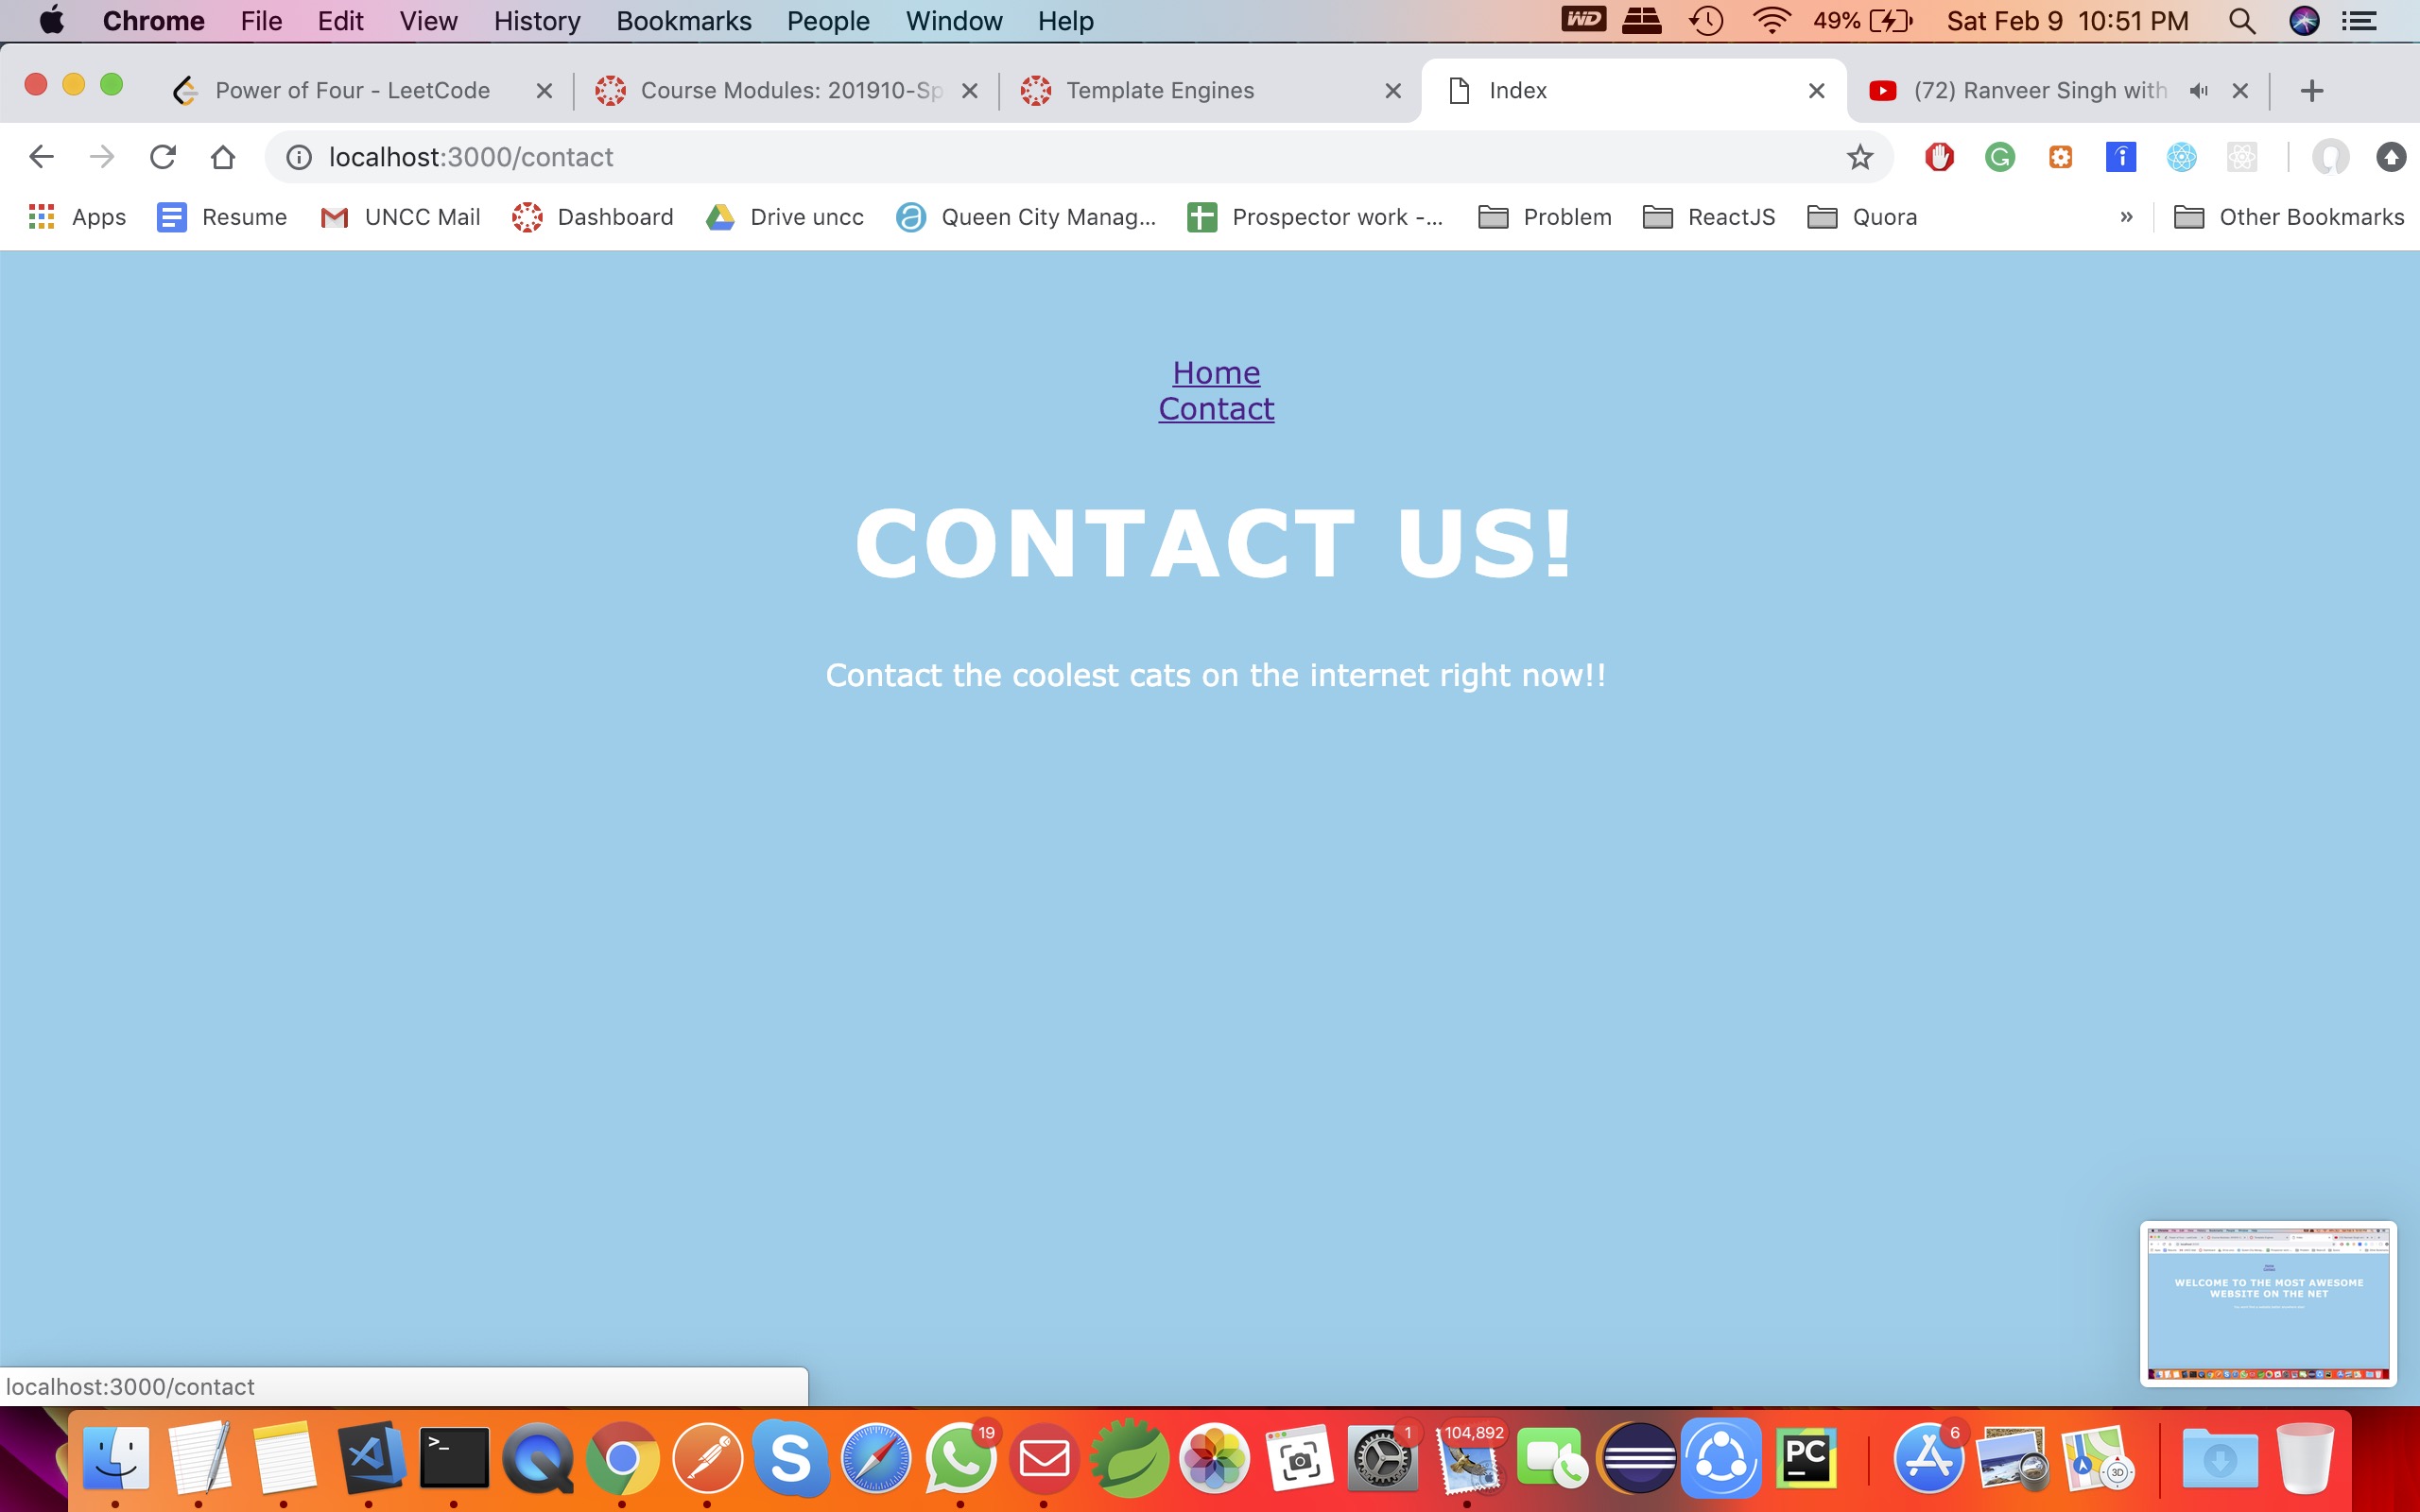 Chrome File Edit View History Bookmarks People Window Help WD 49% Sat Feb 9 10:51 PM
Power of Four - LeetCode Course Modules: 201910-Sp Template Engines Index (72) Ranveer Singh with
localhost:3000/contact
Apps Resume UNCC Mail Dashboard Drive uncc Queen City Manag... Prospector work -... Problem ReactJS Quora » Other Bookmarks
Home
Contact
CONTACT US!
Contact the coolest cats on the internet right now!!
WELCOME TO THE MOST AWESOME
WEBSITE ON THE NET
localhost:3000/contact
19 1 104,892 PC 6 3D